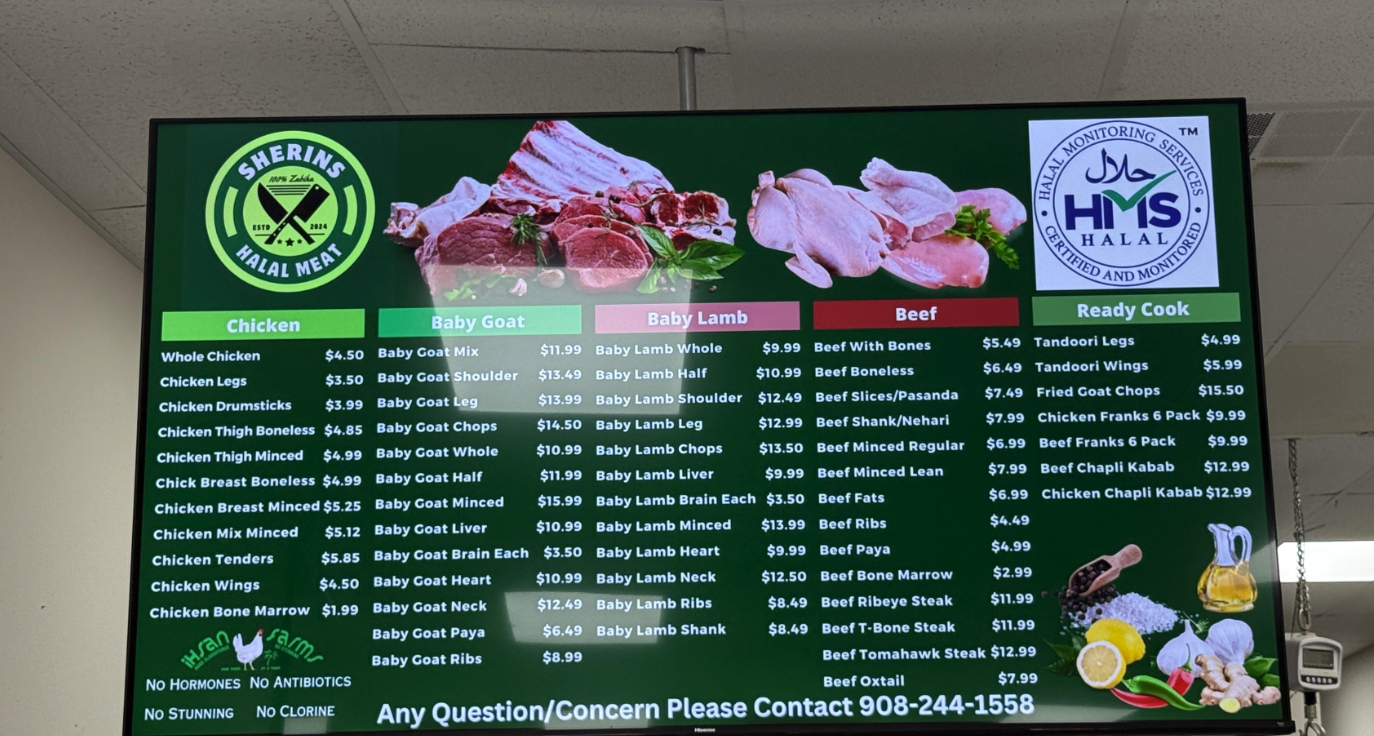 SHERINS
100% Zabiha
ESTD 2024
HALAL MEAT
HALAL MONITORING SERVICES
TM
حلال
HMS
HALAL
CERTIFIED AND MONITORED
Chicken
Whole Chicken $4.50
Chicken Legs $3.50
Chicken Drumsticks $3.99
Chicken Thigh Boneless $4.85
Chicken Thigh Minced $4.99
Chick Breast Boneless $4.99
Chicken Breast Minced $5.25
Chicken Mix Minced $5.12
Chicken Tenders $5.85
Chicken Wings $4.50
Chicken Bone Marrow $1.99
ihsan farms
No Hormones No Antibiotics
No Stunning No Clorine
Baby Goat
Baby Goat Mix $11.99
Baby Goat Shoulder $13.49
Baby Goat Leg $13.99
Baby Goat Chops $14.50
Baby Goat Whole $10.99
Baby Goat Half $11.99
Baby Goat Minced $15.99
Baby Goat Liver $10.99
Baby Goat Brain Each $3.50
Baby Goat Heart $10.99
Baby Goat Neck $12.49
Baby Goat Paya $6.49
Baby Goat Ribs $8.99
Baby Lamb
Baby Lamb Whole $9.99
Baby Lamb Half $10.99
Baby Lamb Shoulder $12.49
Baby Lamb Leg $12.99
Baby Lamb Chops $13.50
Baby Lamb Liver $9.99
Baby Lamb Brain Each $3.50
Baby Lamb Minced $13.99
Baby Lamb Heart $9.99
Baby Lamb Neck $12.50
Baby Lamb Ribs $8.49
Baby Lamb Shank $8.49
Beef
Beef With Bones $5.49
Beef Boneless $6.49
Beef Slices/Pasanda $7.49
Beef Shank/Nehari $7.99
Beef Minced Regular $6.99
Beef Minced Lean $7.99
Beef Fats $6.99
Beef Ribs $4.49
Beef Paya $4.99
Beef Bone Marrow $2.99
Beef Ribeye Steak $11.99
Beef T-Bone Steak $11.99
Beef Tomahawk Steak $12.99
Beef Oxtail $7.99
Ready Cook
Tandoori Legs $4.99
Tandoori Wings $5.99
Fried Goat Chops $15.50
Chicken Franks 6 Pack $9.99
Beef Franks 6 Pack $9.99
Beef Chapli Kabab $12.99
Chicken Chapli Kabab $12.99
Any Question/Concern Please Contact 908-244-1558
Hisense